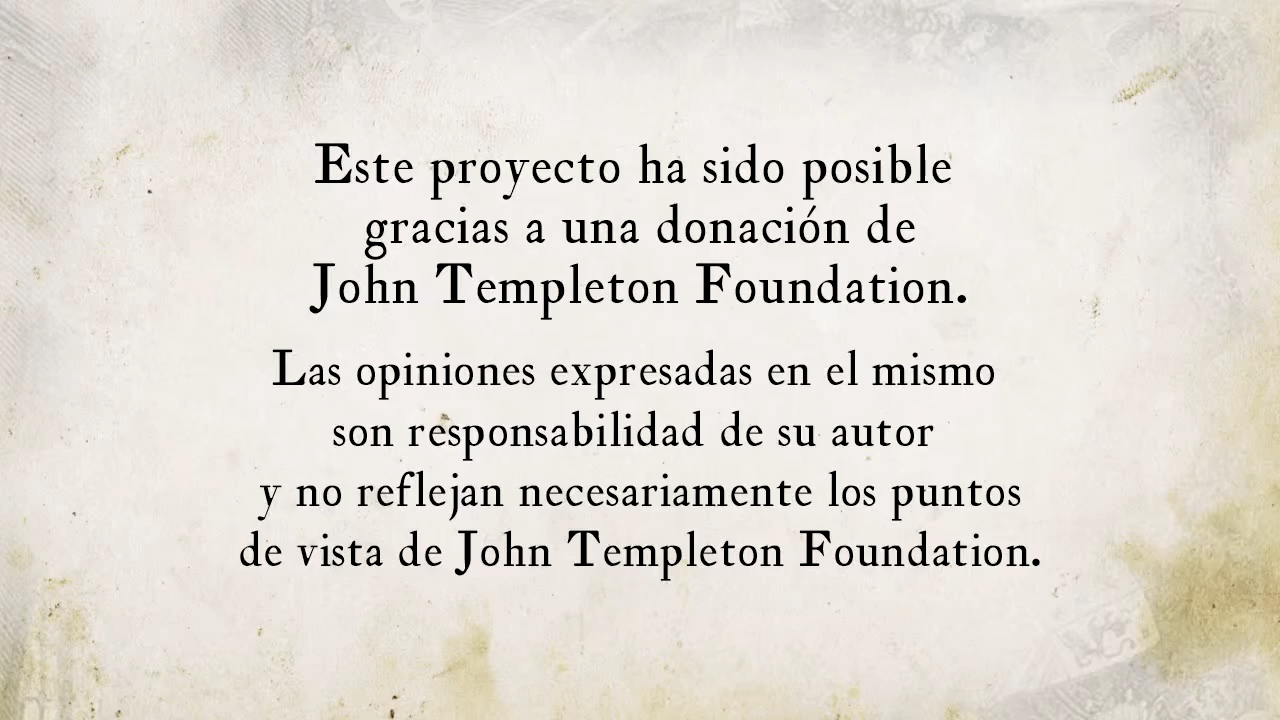 Este proyecto ha sido posible
gracias a una donación de
John Templeton Foundation.
Las opiniones expresadas en el mismo
son responsabilidad de su autor
y no reflejan necesariamente los puntos
de vista de John Templeton Foundation.